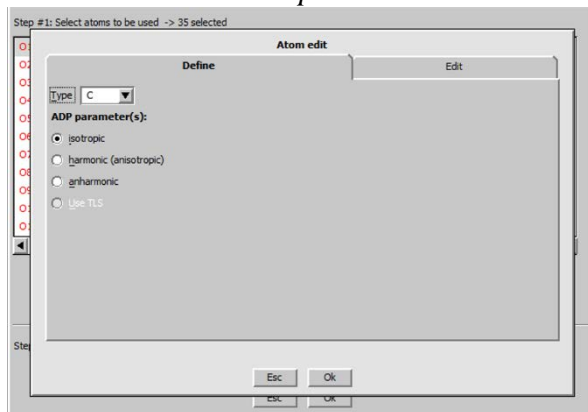 Step #1: Select atoms to be used -> 35 selected
Atom edit
Define
Edit
Type C
ADP parameter(s):
isotropic
harmonic (anisotropic)
anharmonic
Use TLS
Esc Ok
Esc Ok